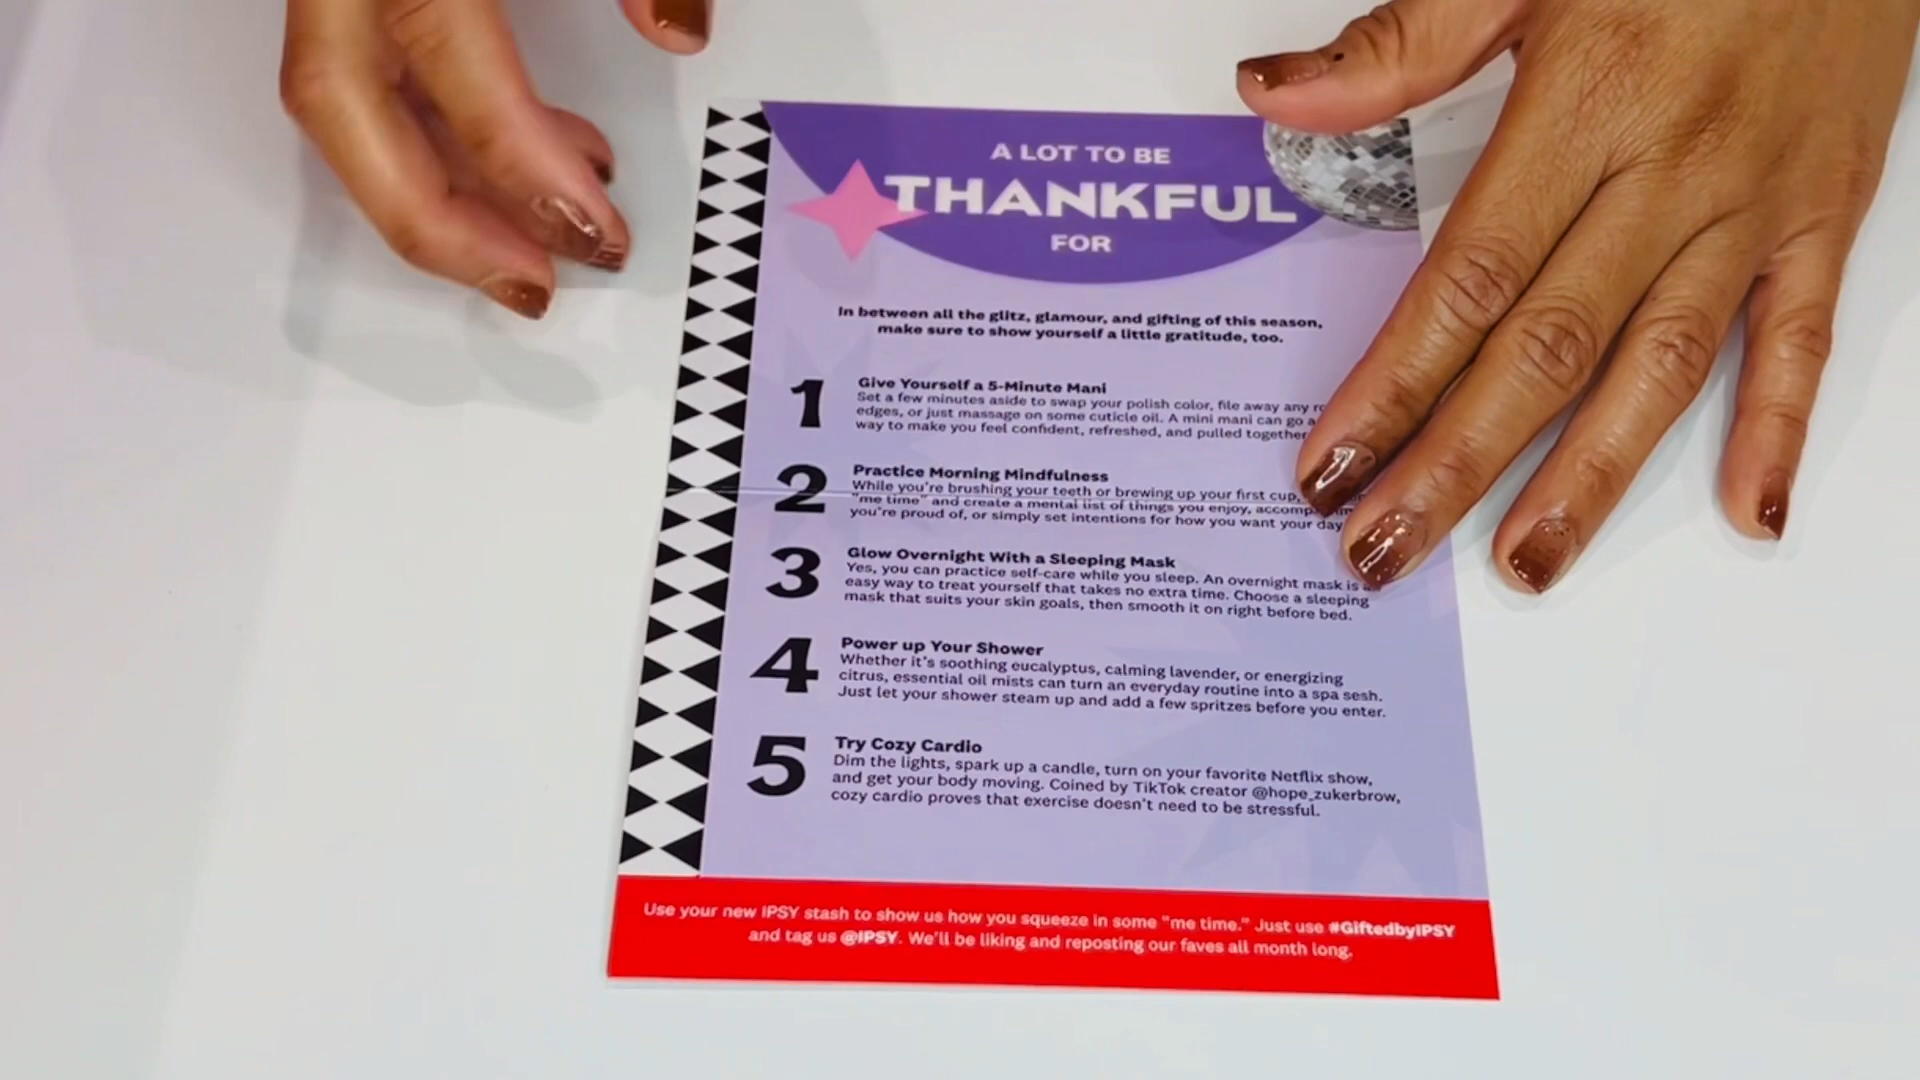 A LOT TO BE
THANKFUL
FOR
In between all the glitz, glamour, and gifting of this season,
make sure to show yourself a little gratitude, too.
1
Give Yourself a 5-Minute Mani
Set a few minutes aside to swap your polish color, file away any
edges, or just massage on some cuticle oil. A mini mani can go a
way to make you feel confident, refreshed, and pulled together
2
Practice Morning Mindfulness
While you're brushing your teeth or brewing up your first cup,
"me time" and create a mental list of things you enjoy,
you're proud of, or simply set intentions for how you want your day
3
Glow Overnight With a Sleeping Mask
Yes, you can practice self-care while you sleep. An overnight mask is
easy way to treat yourself that takes no extra time. Choose a sleeping
mask that suits your skin goals, then smooth it on right before bed.
4
Power up Your Shower
Whether it's soothing eucalyptus, calming lavender, or energizing
citrus, essential oil mists can turn an everyday routine into a spa sesh.
Just let your shower steam up and add a few spritzes before you enter.
5
Try Cozy Cardio
Dim the lights, spark up a candle, turn on your favorite Netflix show,
and get your body moving. Coined by TikTok creator @hope_zukerbrow,
cozy cardio proves that exercise doesn't need to be stressful.
Use your new IPSY stash to show us how you squeeze in some "me time." Just use #GiftedbyIPSY
and tag us @IPSY. We'll be liking and reposting our faves all month long.